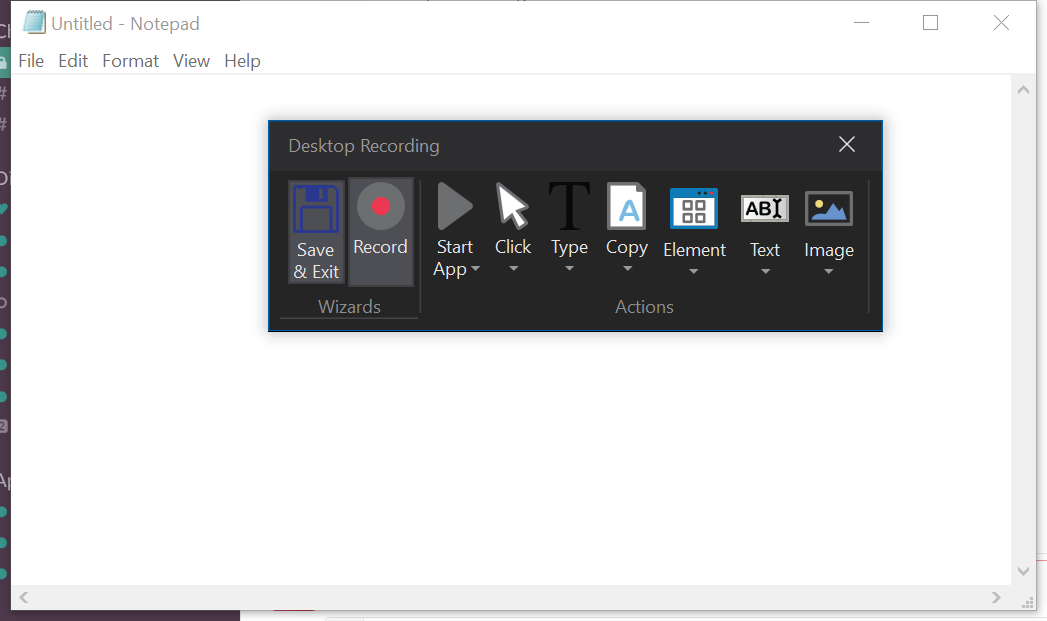 Untitled - Notepad
File Edit Format View Help
Desktop Recording
Save
& Exit
Record
Start
App
Click
Type
Copy
Element
Text
Image
Wizards
Actions